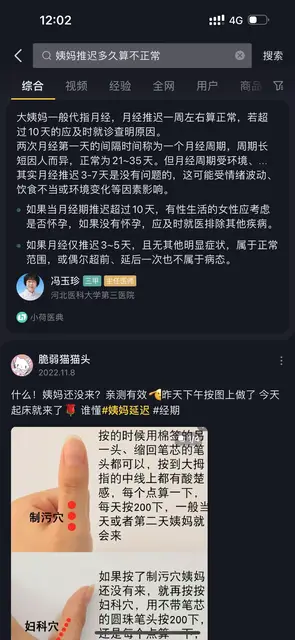 12:02
4G
姨妈推迟多久算不正常
搜索
综合
视频
经验
全网
用户
商品
大姨妈一般代指月经，月经推迟一周左右算正常，若超
过10天的应及时就诊查明原因。
两次月经第一天的间隔时间称为一个月经周期，周期长
短因人而异，正常为21~35天。但月经周期受环境、...
其实月经推迟3-7天是没有问题的，这可能受情绪波动、
饮食不当或环境变化等因素影响。
如果当月经期推迟超过10天，有性生活的女性应考虑
是否怀孕，如果没有怀孕，应及时就医排除其他疾病。
如果月经仅推迟3~5天，且无其他明显症状，属于正常
范围，或偶尔超前、延后一次也不属于病态。
冯玉珍
三甲
主任医师
河北医科大学第三医院
小荷医典
脆弱猫猫头
2022.11.8
什么！姨妈还没来？亲测有效昨天下午按图上做了 今天
起床就来了 谁懂#姨妈延迟 #经期
按的时候用棉签的另
一头、缩回笔芯的笔
头都可以，按到大拇
指的中线上都有酸楚
感，每个点算一下，
每天按200下，一般当
天或者第二天姨妈就
会来
制污穴
如果按了制污穴姨妈
还没有来，就再按按
妇科穴，用不带笔芯
的圆珠笔头按200下，
还是每个点算一下，
妇科穴